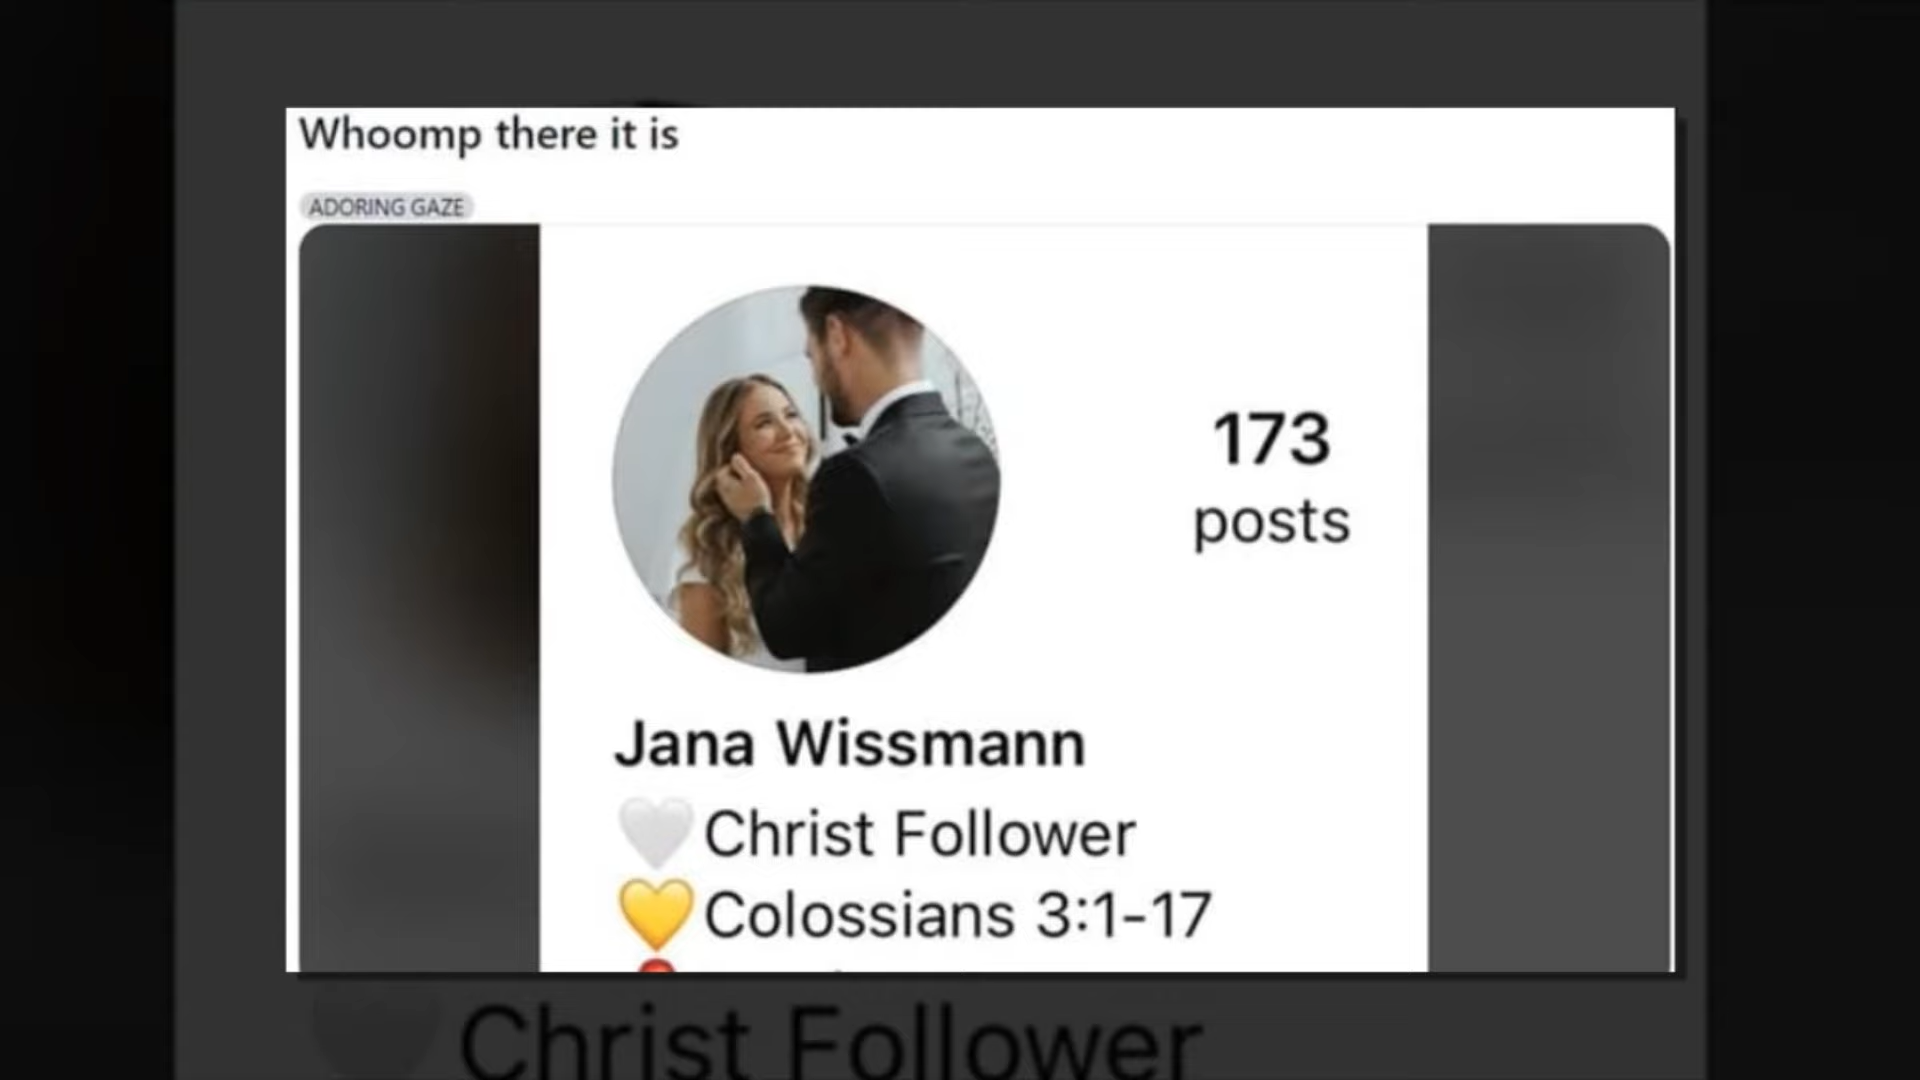 Whoomp there it is
ADORING GAZE
173
posts
Jana Wissmann
🤍Christ Follower
💛Colossians 3:1-17
Christ Follower